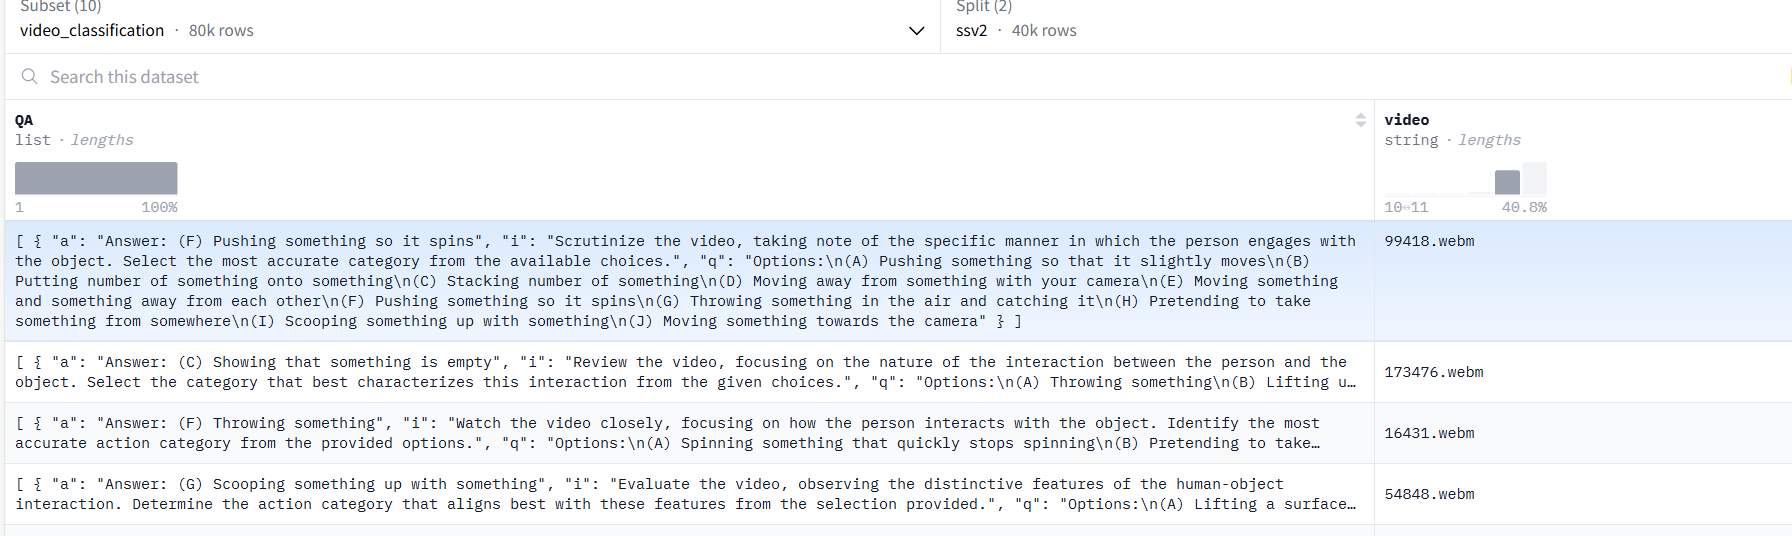 Subset (10)
video_classification · 80k rows
Split (2)
ssv2 · 40k rows
Search this dataset
QA
list · lengths
1 100%
video
string · lengths
10↔11 40.8%
[ { "a": "Answer: (F) Pushing something so it spins", "i": "Scrutinize the video, taking note of the specific manner in which the person engages with
the object. Select the most accurate category from the available choices.", "q": "Options:\n(A) Pushing something so that it slightly moves\n(B)
Putting number of something onto something\n(C) Stacking number of something\n(D) Moving away from something with your camera\n(E) Moving something
and something away from each other\n(F) Pushing something so it spins\n(G) Throwing something in the air and catching it\n(H) Pretending to take
something from somewhere\n(I) Scooping something up with something\n(J) Moving something towards the camera" } ]
99418.webm
[ { "a": "Answer: (C) Showing that something is empty", "i": "Review the video, focusing on the nature of the interaction between the person and the
object. Select the category that best characterizes this interaction from the given choices.", "q": "Options:\n(A) Throwing something\n(B) Lifting u…
173476.webm
[ { "a": "Answer: (F) Throwing something", "i": "Watch the video closely, focusing on how the person interacts with the object. Identify the most
accurate action category from the provided options.", "q": "Options:\n(A) Spinning something that quickly stops spinning\n(B) Pretending to take…
16431.webm
[ { "a": "Answer: (G) Scooping something up with something", "i": "Evaluate the video, observing the distinctive features of the human-object
interaction. Determine the action category that aligns best with these features from the selection provided.", "q": "Options:\n(A) Lifting a surface…
54848.webm